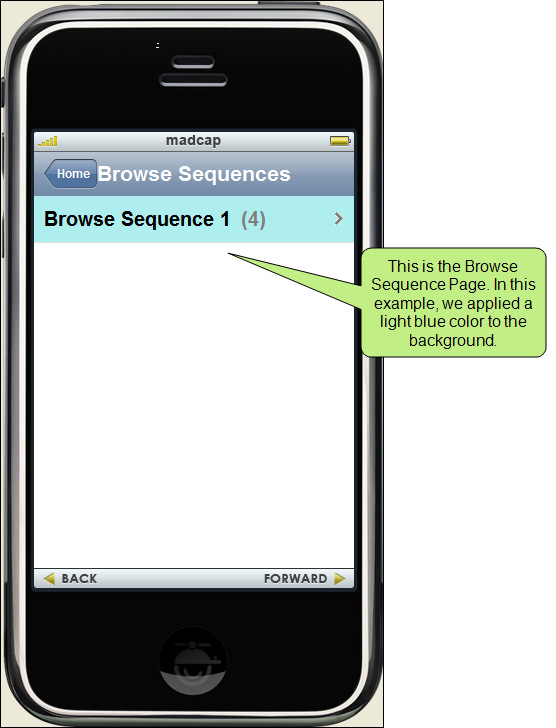 madcap
Home
Browse Sequences
Browse Sequence 1 (4)
This is the Browse
Sequence Page. In this
example, we applied a
light blue color to the
background.
BACK
FORWARD